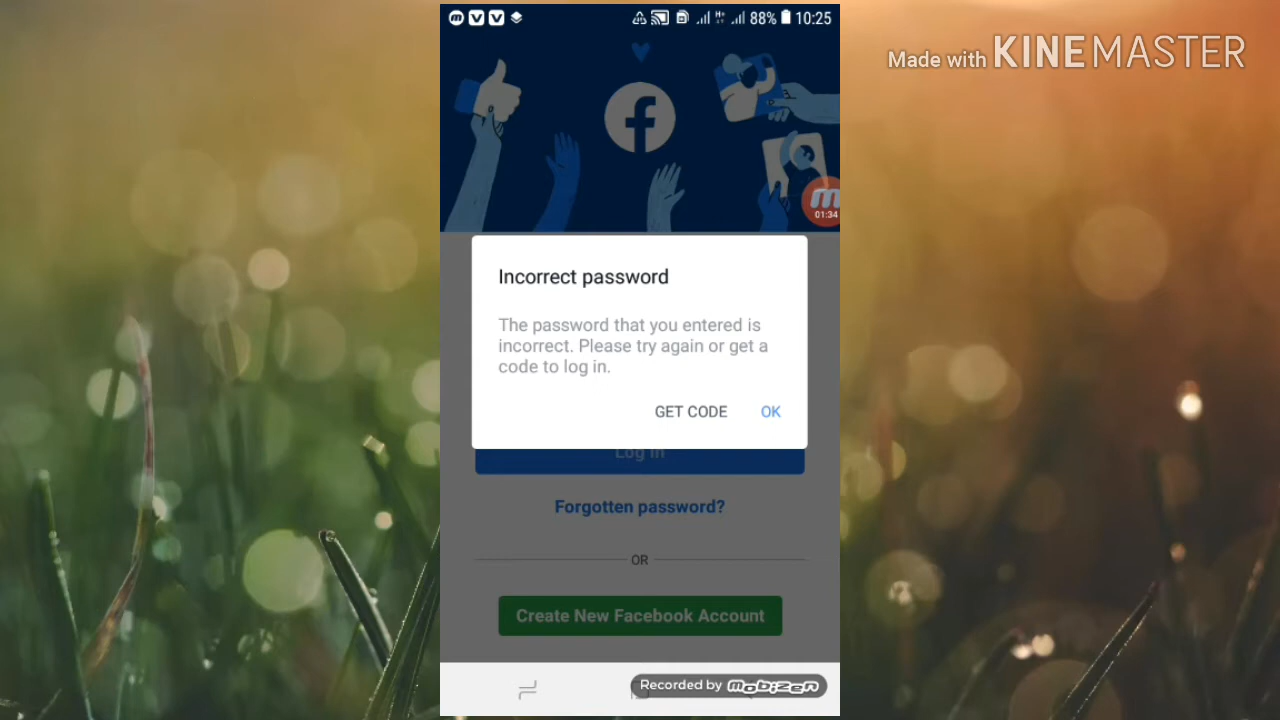 88% 10:25
Made with KINEMASTER
01:34
Incorrect password
The password that you entered is
incorrect. Please try again or get a
code to log in.
GET CODE OK
Log In
Forgotten password?
OR
Create New Facebook Account
Recorded by mobizen